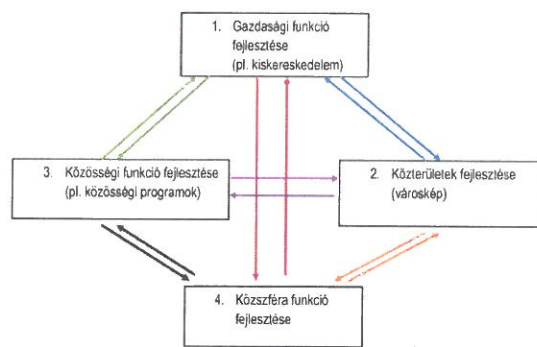 1. Gazdasági funkció
fejlesztése
(pl. kiskereskedelem)
3. Közösségi funkció fejlesztése
(pl. közösségi programok)
2. Közterületek fejlesztése
(városkép)
4. Közszféra funkció
fejlesztése